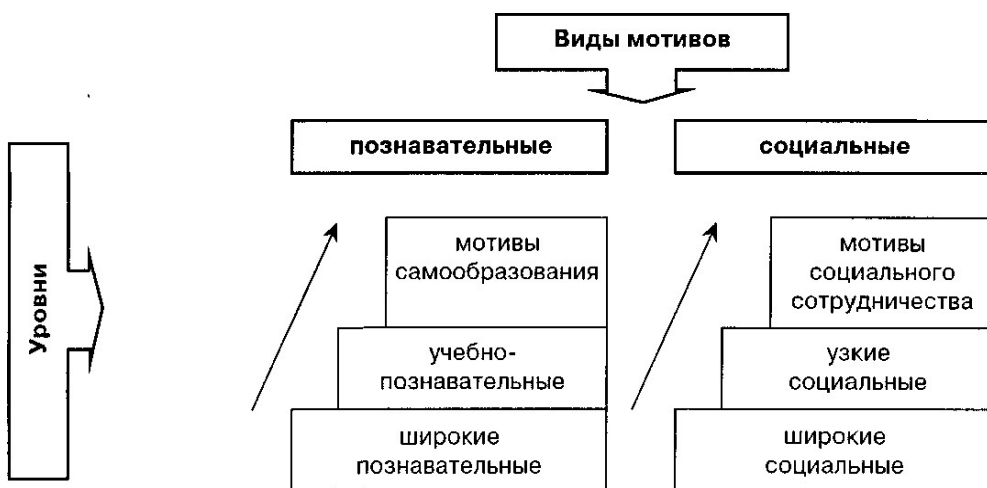 Виды мотивов
познавательные
социальные
Уровни
мотивы
самообразования
учебно-
познавательные
широкие
познавательные
мотивы
социального
сотрудничества
узкие
социальные
широкие
социальные